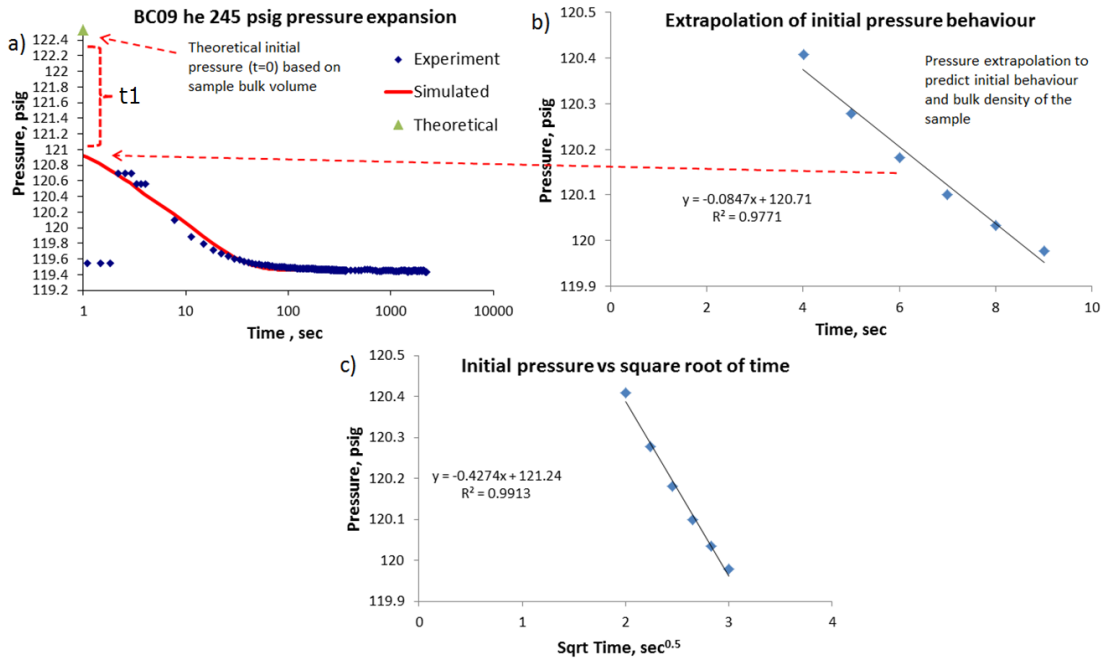 BC09 he 245 psig pressure expansion
a)
122.4
122.2
122
121.8
121.6
121.4
121.2
121
120.8
120.6
120.4
120.2
120
119.8
119.6
119.4
119.2
Pressure, psig
t1
Theoretical initial
pressure (t=0) based on
sample bulk volume
Experiment
Simulated
Theoretical
1
10
100
1000
10000
Time , sec
b)
Extrapolation of initial pressure behaviour
120.5
120.4
120.3
120.2
120.1
120
119.9
Pressure, psig
Pressure extrapolation to
predict initial behaviour
and bulk density of the
sample
y = -0.0847x + 120.71
R² = 0.9771
0
2
4
6
8
10
Time, sec
c)
Initial pressure vs square root of time
120.5
120.4
120.3
120.2
120.1
120
119.9
Pressure, psig
y = -0.4274x + 121.24
R² = 0.9913
0
1
2
3
4
Sqrt Time, sec⁰·⁵